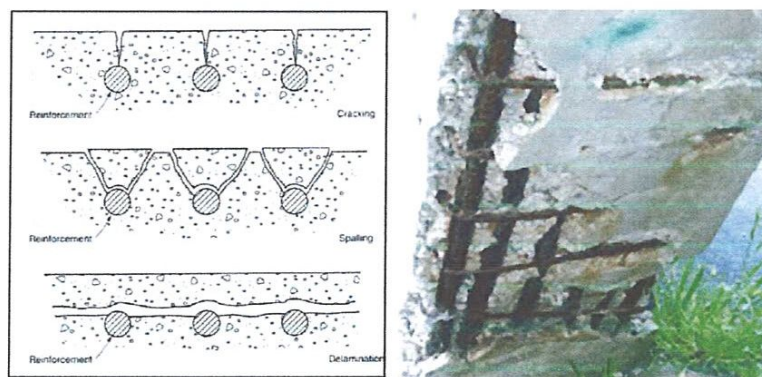 Reinforcement
Cracking
Reinforcement
Spalling
Reinforcement
Delamination